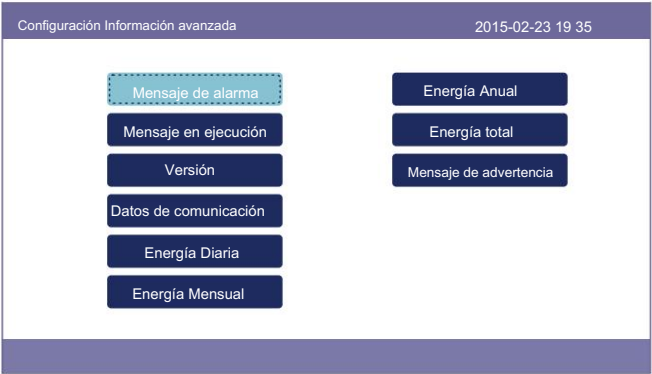 Configuración Información avanzada
2015-02-23 19 35
Mensaje de alarma
Mensaje en ejecución
Versión
Datos de comunicación
Energía Diaria
Energía Mensual
Energía Anual
Energía total
Mensaje de advertencia